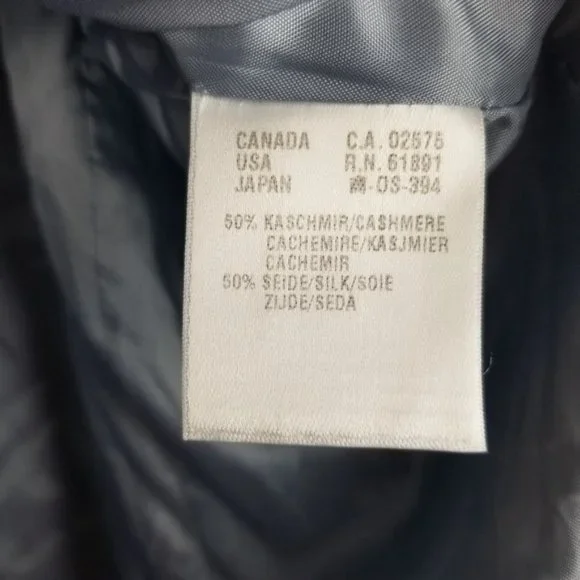 CANADA C.A. 02575
USA R.N. 61891
JAPAN -OS-394
50% KASCHMIR/CASHMERE
CACHEMIRE/KASJMIER
CACHEMIR
50% SEIDE/SILK/SOIE
ZIJDE/SEDA